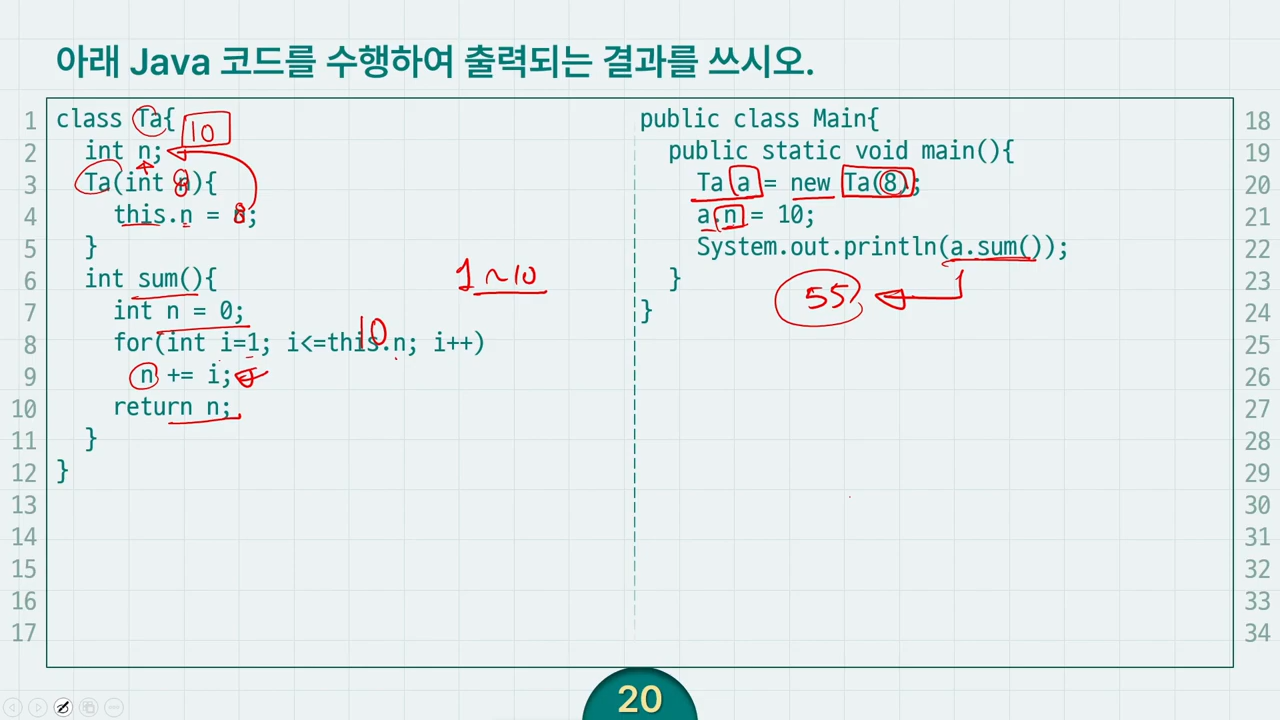 아래 Java 코드를 수행하여 출력되는 결과를 쓰시오.
1 class Ta{
10
2 int n;
3 Ta(int n){
8
4 this.n = n;
8
5 }
6 int sum(){
1 ~ 10
7 int n = 0;
10
8 for(int i=1; i<=this.n; i++)
9 n += i;
10 return n;
11 }
12 }
13
14
15
16
17
public class Main{ 18
public static void main(){ 19
Ta a = new Ta(8); 20
a.n = 10; 21
System.out.println(a.sum()); 22
} 23
55
} 24
25
26
27
28
29
30
31
32
33
34
20